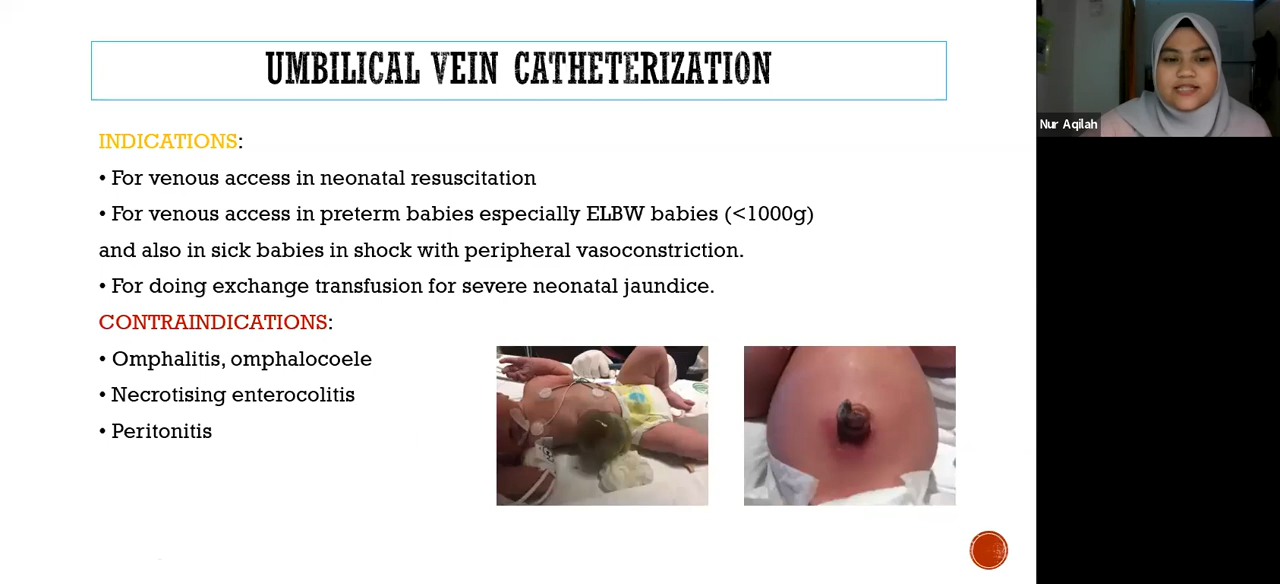 UMBILICAL VEIN CATHETERIZATION
INDICATIONS:
• For venous access in neonatal resuscitation
• For venous access in preterm babies especially ELBW babies (<1000g)
and also in sick babies in shock with peripheral vasoconstriction.
• For doing exchange transfusion for severe neonatal jaundice.
CONTRAINDICATIONS:
• Omphalitis, omphalocoele
• Necrotising enterocolitis
• Peritonitis
Nur Aqilah